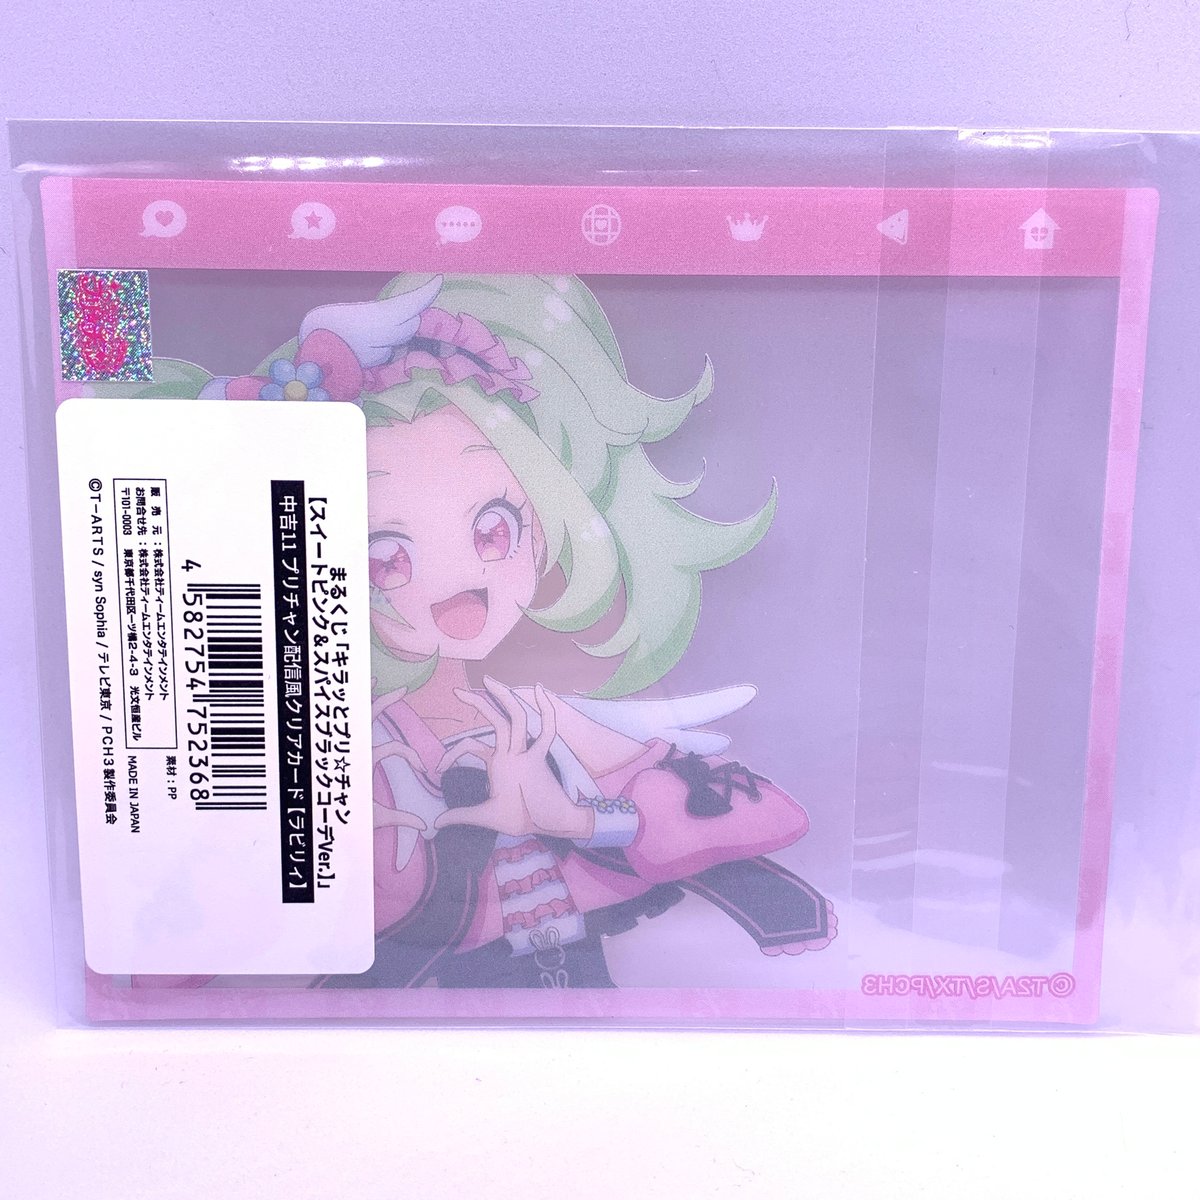 まるくじ「キラッとプリ☆チャン
【スイートピンク＆スパイスブラックコーデVer.】」
中吉11 プリチャン配信風クリアカード【ラビリィ】
4 582754 752368
素材：PP
販売元：株式会社ティームエンタテインメント
お問合せ先：株式会社ティームエンタテインメント
〒101-0003 東京都千代田区一ツ橋2-4-3 光文恒産ビル
MADE IN JAPAN
©T-ARTS / syn Sophia / テレビ東京 / PCH3製作委員会
©T2A/S/TX/PCH3